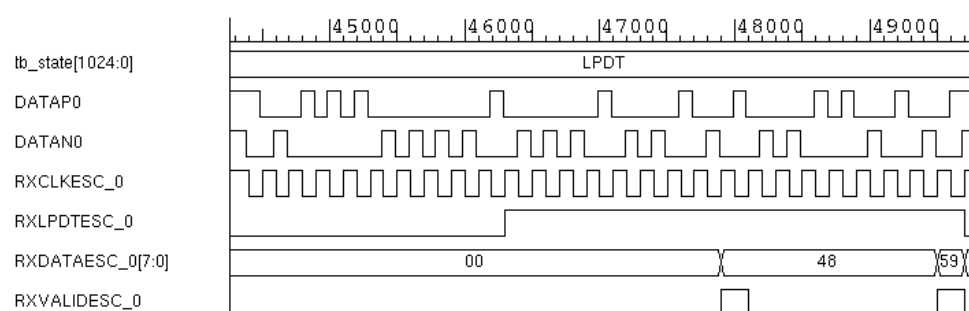 45000 46000 47000 48000 49000
tb_state[1024:0] LPDT
DATAP0
DATAN0
RXCLKESC_0
RXLPDTESC_0
RXDATAESC_0[7:0] 00 48 59
RXVALIDESC_0